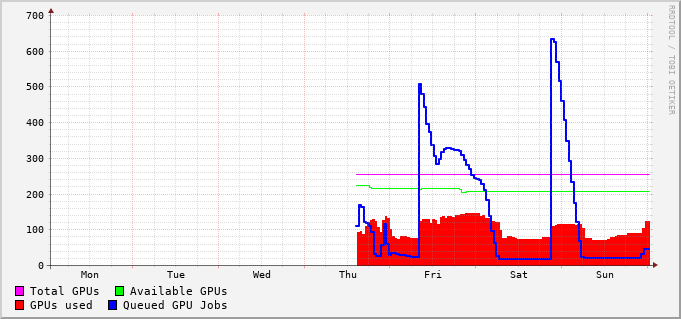 700
600
500
400
300
200
100
0
Mon Tue Wed Thu Fri Sat Sun
Total GPUs Available GPUs
GPUs used Queued GPU Jobs
RRDTOOL / TOBI OETIKER